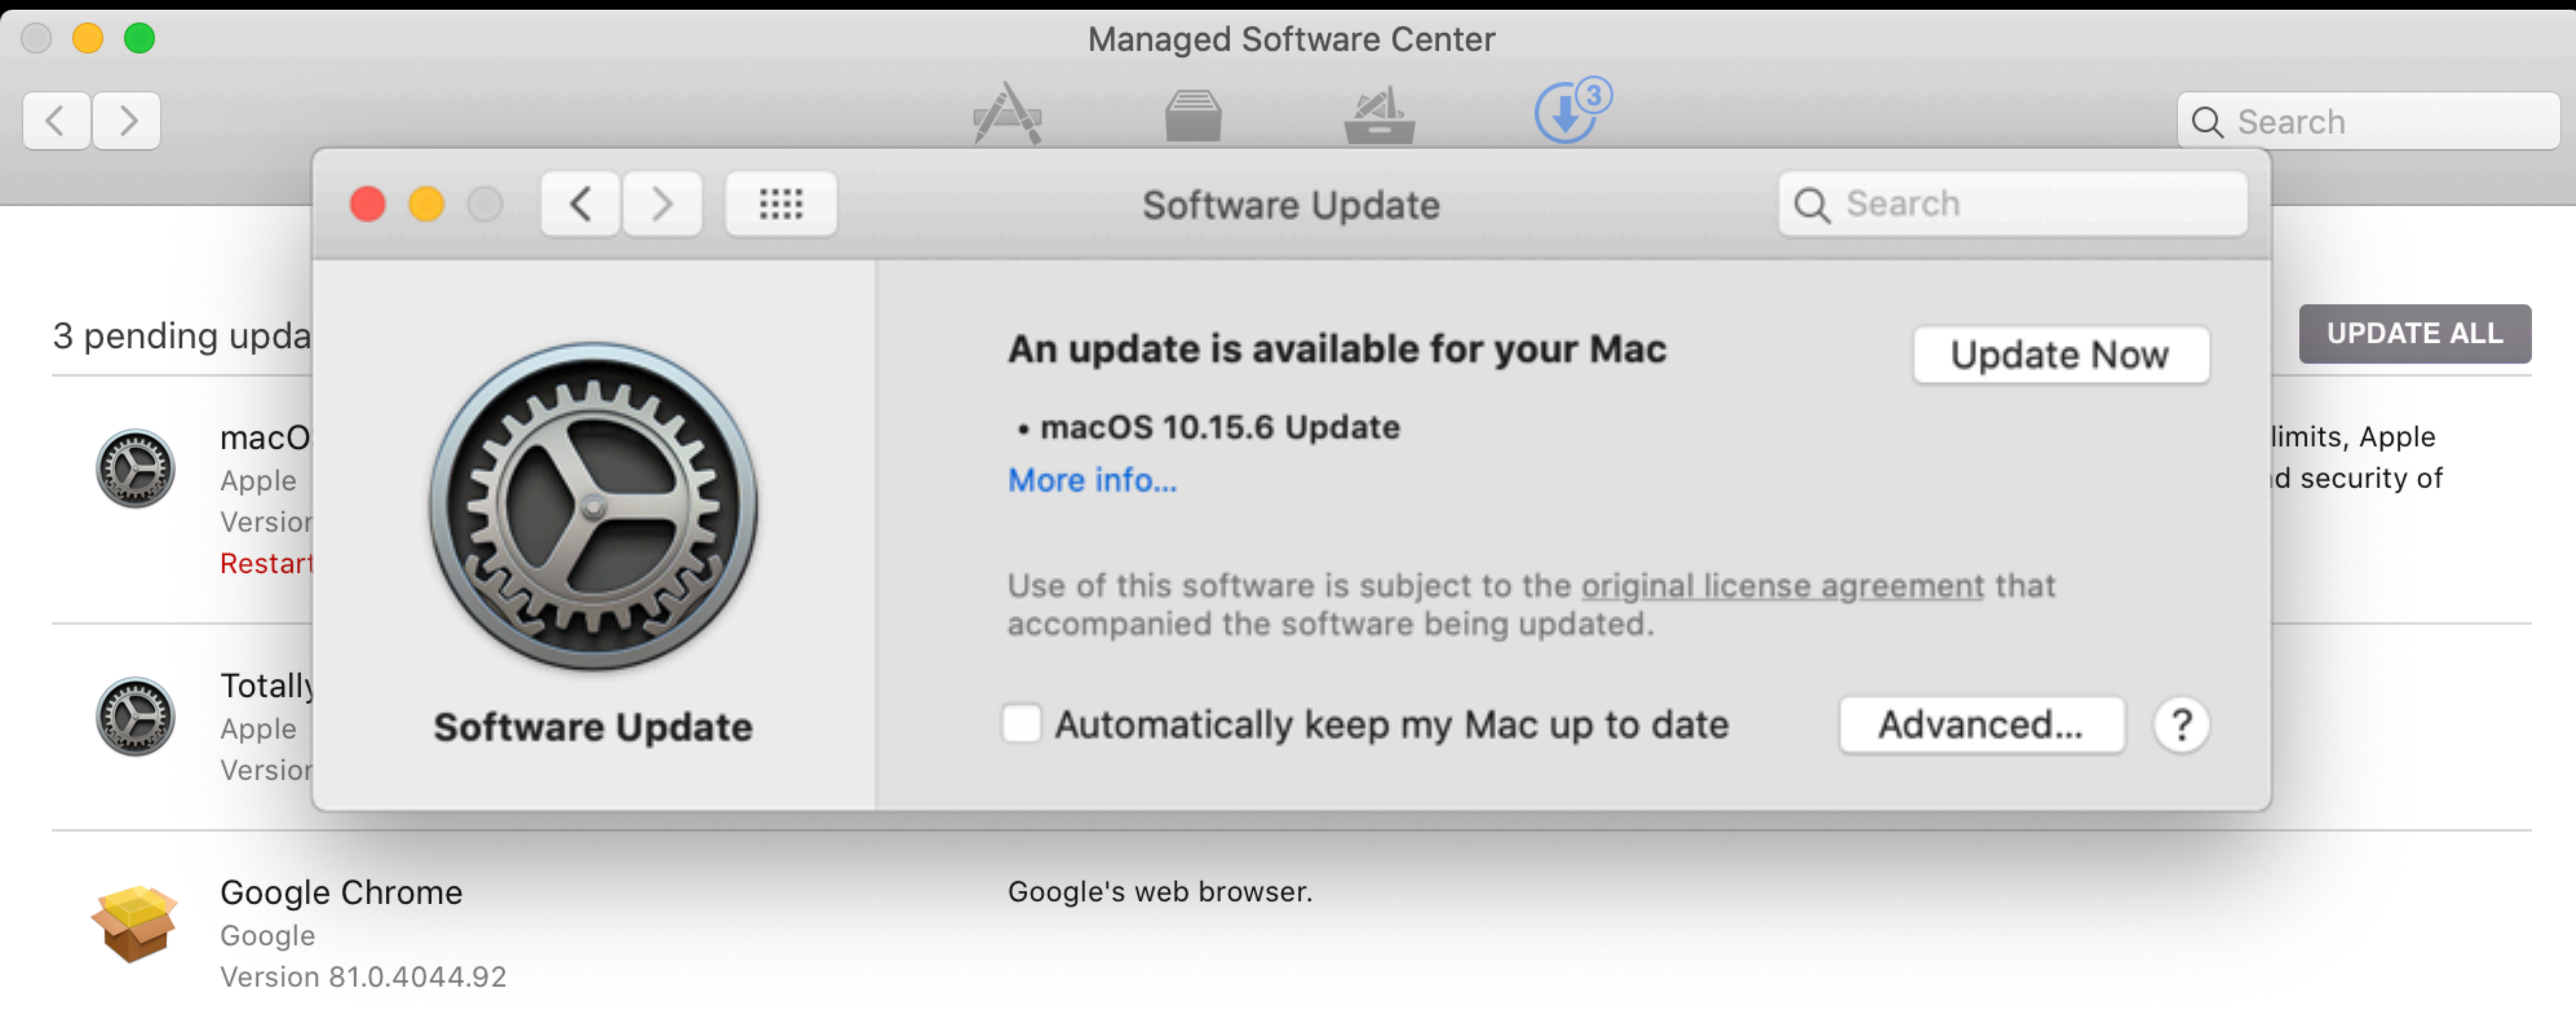 Managed Software Center
3
Search
Software Update
Search
3 pending upda
UPDATE ALL
An update is available for your Mac
Update Now
• macOS 10.15.6 Update
More info...
macO
Apple
Version
Restart
limits, Apple
d security of
Use of this software is subject to the original license agreement that
accompanied the software being updated.
Totally
Apple
Version
Software Update
Automatically keep my Mac up to date
Advanced...
?
Google Chrome
Google
Version 81.0.4044.92
Google's web browser.